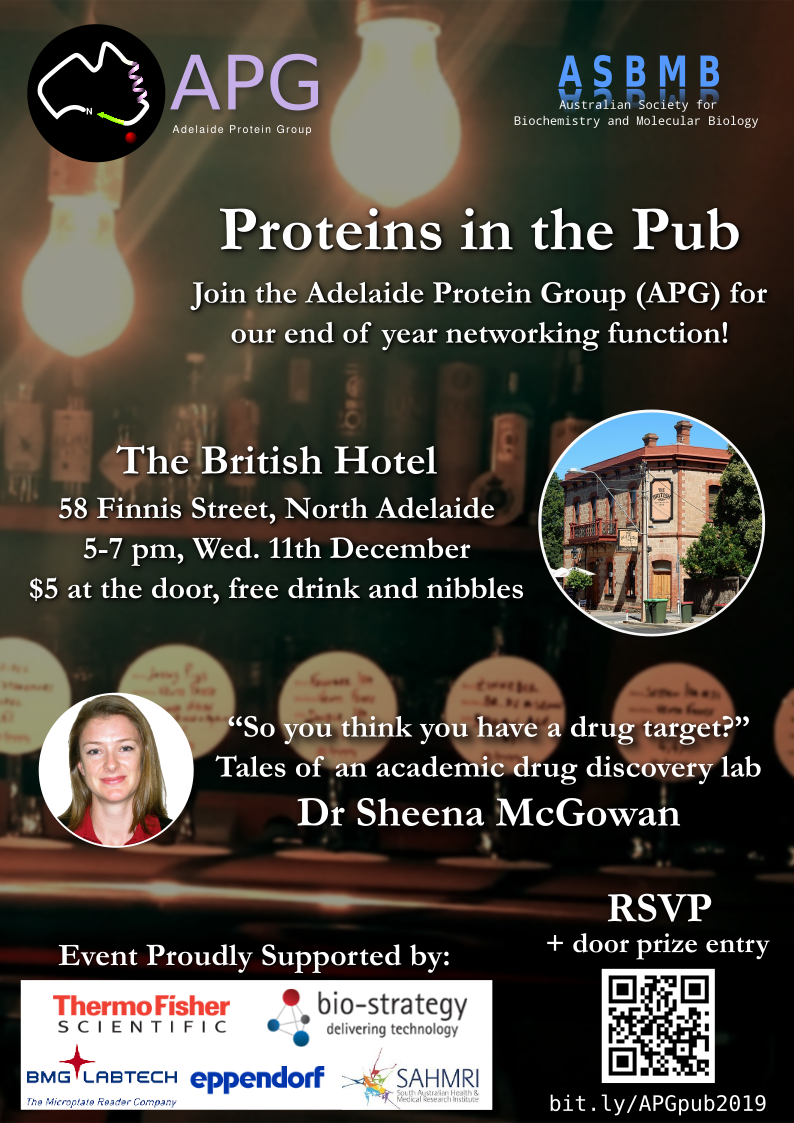 APG
Adelaide Protein Group
N
ASBMB
Australian Society for
Biochemistry and Molecular Biology
Proteins in the Pub
Join the Adelaide Protein Group (APG) for
our end of year networking function!
The British Hotel
58 Finnis Street, North Adelaide
5-7 pm, Wed. 11th December
$5 at the door, free drink and nibbles
“So you think you have a drug target?”
Tales of an academic drug discovery lab
Dr Sheena McGowan
RSVP
+ door prize entry
Event Proudly Supported by:
ThermoFisher
SCIENTIFIC
bio-strategy
delivering technology
BMG LABTECH
The Microplate Reader Company
eppendorf
SAHMRI
South Australian Health &
Medical Research Institute
bit.ly/APGpub2019